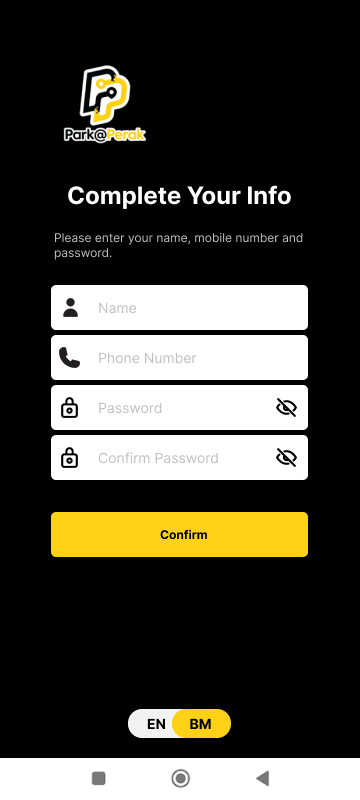 Park@Perak
Complete Your Info
Please enter your name, mobile number and
password.
Name
Phone Number
Password
Confirm Password
Confirm
EN BM